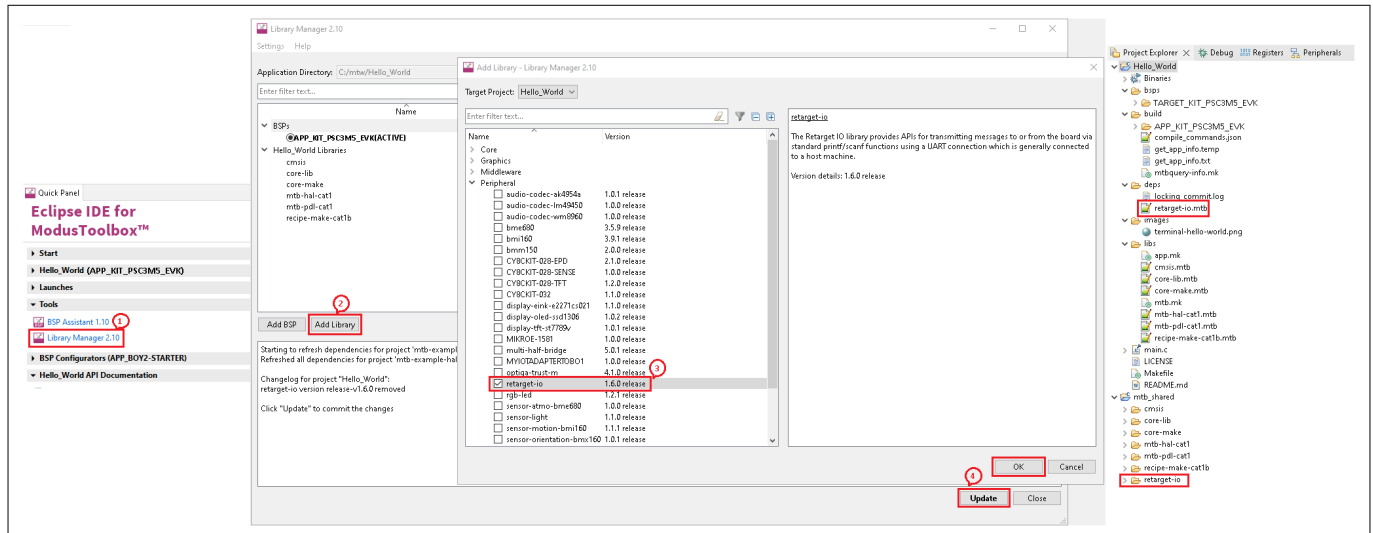 Quick Panel
Eclipse IDE for
ModusToolbox™
Start
Hello_World (APP_KIT_PSC3M5_EVK)
Launches
Tools
BSP Assistant 1.10
1
Library Manager 2.10
BSP Configurators (APP_BOY2-STARTER)
Hello_World API Documentation
Library Manager 2.10
Settings Help
Application Directory: C:/mtw/Hello_World
Enter filter text...
Name
BSPs
APP_KIT_PSC3M5_EVK(ACTIVE)
Hello_World Libraries
cmsis
core-lib
core-make
mtb-hal-cat1
mtb-pdl-cat1
recipe-make-cat1b
2
Add BSP
Add Library
Starting to refresh dependencies for project 'mtb-exampl
Refreshed all dependencies for project 'mtb-example-hal
Changelog for project "Hello_World":
retarget-io version release-v1.6.0 removed
Click "Update" to commit the changes
Add Library - Library Manager 2.10
Target Project: Hello_World
Enter filter text...
Name Version
Core
Graphics
Middleware
Peripheral
audio-codec-ak4954a 1.0.1 release
audio-codec-lm49450 1.0.0 release
audio-codec-wm8960 1.0.0 release
bme680 3.5.9 release
bmi160 3.9.1 release
bmm150 2.0.0 release
CY8CKIT-028-EPD 2.1.0 release
CY8CKIT-028-SENSE 1.0.0 release
CY8CKIT-028-TFT 1.2.0 release
CY8CKIT-032 1.1.0 release
display-eink-e2271cs021 1.1.0 release
display-oled-ssd1306 1.0.2 release
display-tft-st7789v 1.0.1 release
MIKROE-1581 1.0.0 release
multi-half-bridge 5.0.1 release
MYIOTADAPTERTOBO1 1.0.0 release
optiga-trust-m 4.1.0 release
3
retarget-io 1.6.0 release
rgb-led 1.2.1 release
sensor-atmo-bme680 1.0.0 release
sensor-light 1.1.0 release
sensor-motion-bmi160 1.1.1 release
sensor-orientation-bmx160 1.0.1 release
retarget-io
The Retarget IO library provides APIs for transmitting messages to or from the board via
standard printf/scanf functions using a UART connection which is generally connected
to a host machine.
Version details: 1.6.0 release
OK
Cancel
4
Update
Close
Project Explorer Debug Registers Peripherals
Hello_World
Binaries
bsps
TARGET_KIT_PSC3M5_EVK
build
APP_KIT_PSC3M5_EVK
compile_commands.json
get_app_info.temp
get_app_info.txt
mtbquery-info.mk
deps
locking_commit.log
retarget-io.mtb
images
terminal-hello-world.png
libs
app.mk
cmsis.mtb
core-lib.mtb
core-make.mtb
mtb.mk
mtb-hal-cat1.mtb
mtb-pdl-cat1.mtb
recipe-make-cat1b.mtb
main.c
LICENSE
Makefile
README.md
mtb_shared
cmsis
core-lib
core-make
mtb-hal-cat1
mtb-pdl-cat1
recipe-make-cat1b
retarget-io